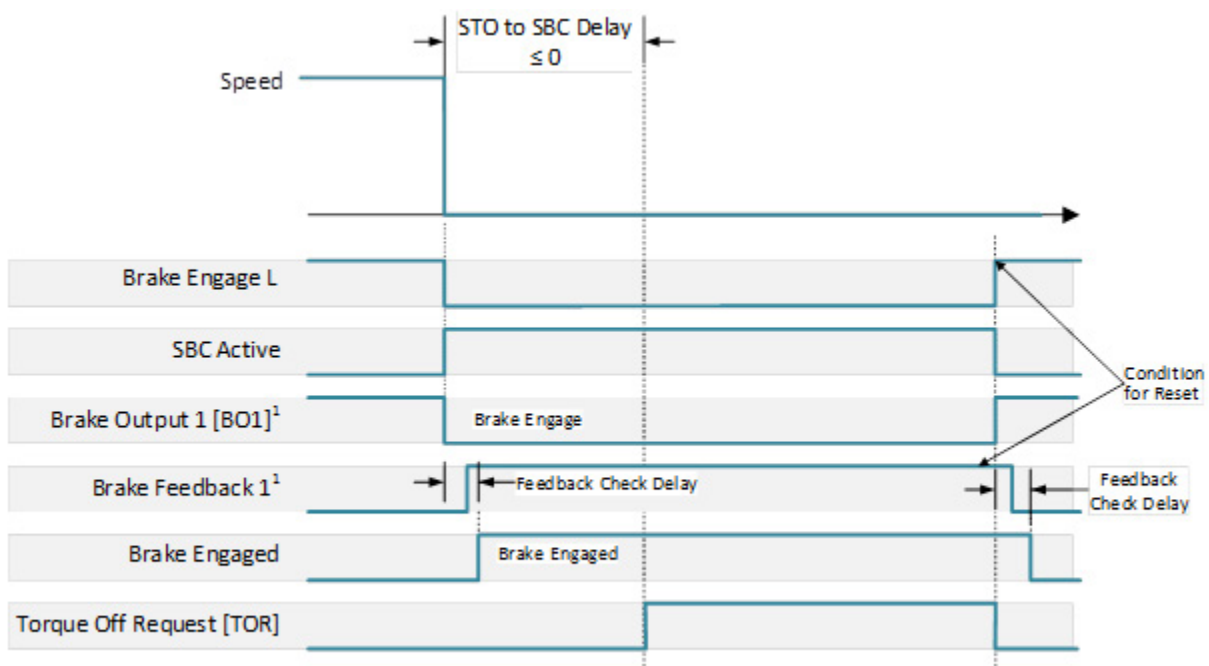 STO to SBC Delay
≤ 0
Speed
Brake Engage L
SBC Active
Condition
for Reset
Brake Output 1 [BO1]¹
Brake Engage
Brake Feedback 1¹
Feedback Check Delay
Feedback
Check Delay
Brake Engaged
Brake Engaged
Torque Off Request [TOR]